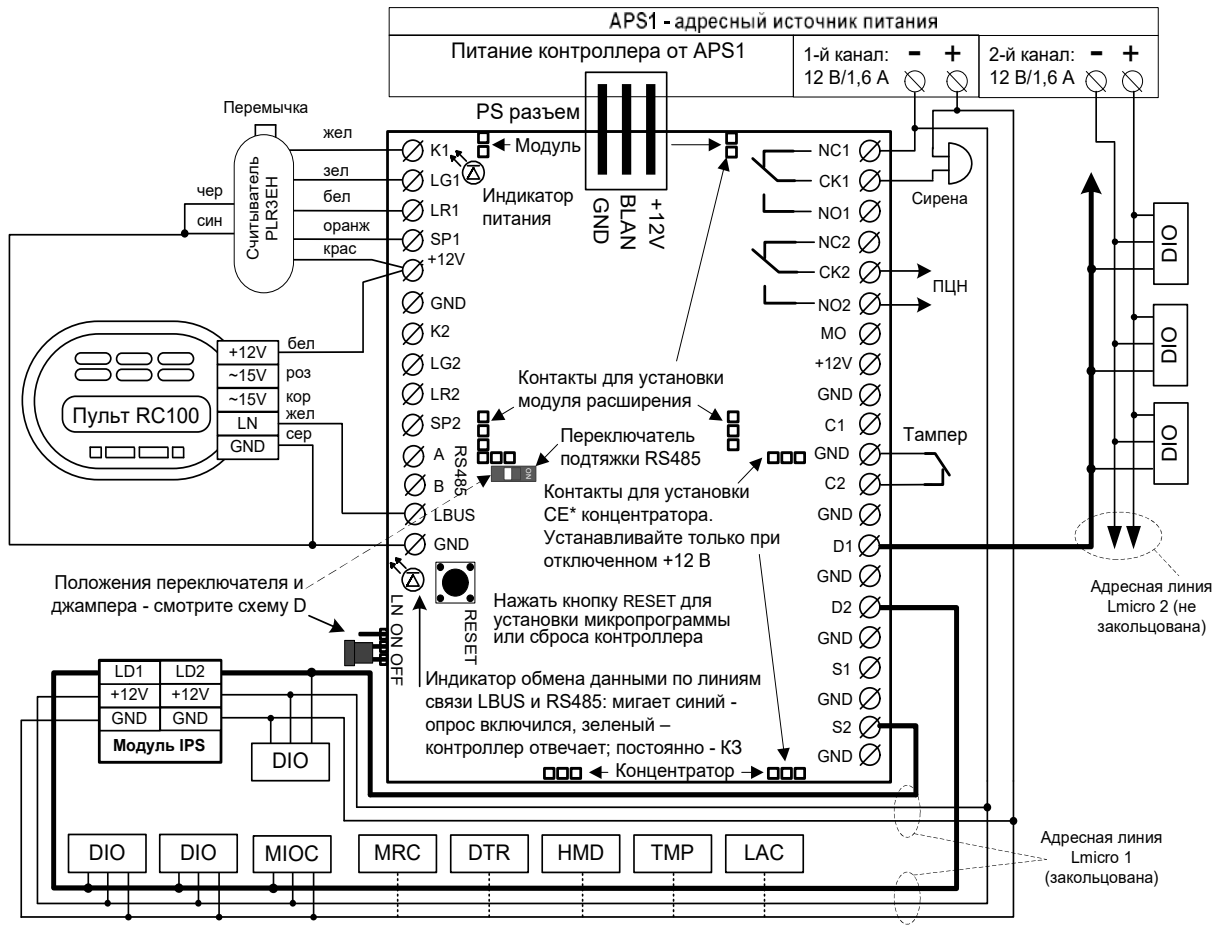 APS1 - адресный источник питания
Питание контроллера от APS1
1-й канал: - +
12 В/1,6 А
2-й канал: - +
12 В/1,6 А
PS разъем
GND
BLAN
+12V
Перемычка
Считыватель
PLR3EH
чер
син
жел
зел
бел
оранж
крас
K1
LG1
LR1
SP1
+12V
GND
K2
LG2
LR2
SP2
A
B
RS485
LBUS
GND
Модуль
Индикатор
питания
NC1
CK1
NO1
NC2
CK2
NO2
MO
+12V
GND
C1
GND
C2
GND
D1
GND
D2
GND
S1
GND
S2
GND
Сирена
ПЦН
Тампер
DIO
DIO
DIO
Пульт RC100
+12V
~15V
~15V
LN
GND
бел
роз
кор
жел
сер
Контакты для установки
модуля расширения
Переключатель
подтяжки RS485
ON
Контакты для установки
CE* концентратора.
Устанавливайте только при
отключенном +12 В
Положения переключателя и
джампера - смотрите схему D
LN ON OFF
RESET
Нажать кнопку RESET для
установки микропрограммы
или сброса контроллера
Индикатор обмена данными по линиям
связи LBUS и RS485: мигает синий -
опрос включился, зеленый –
контроллер отвечает; постоянно - КЗ
Концентратор
Адресная линия
Lmicro 2 (не
закольцована)
LD1 LD2
+12V +12V
GND GND
Модуль IPS
DIO
DIO
DIO
MIOC
MRC
DTR
HMD
TMP
LAC
Адресная линия
Lmicro 1
(закольцована)